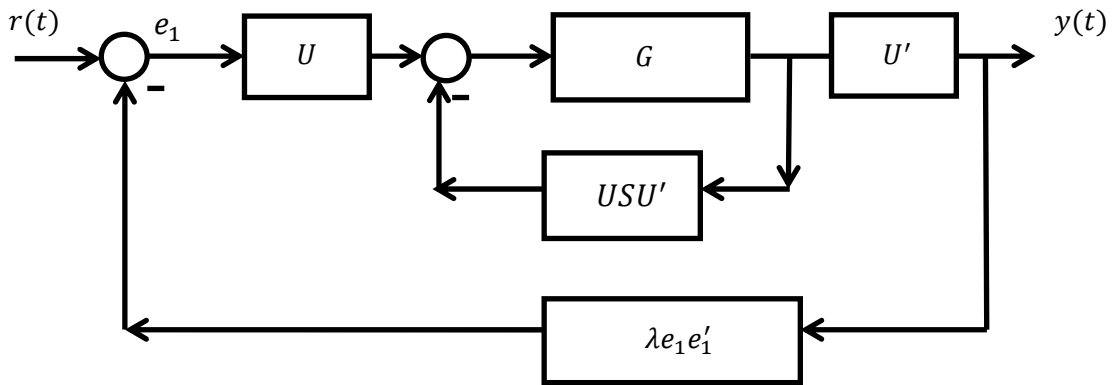 r(t)
e₁
y(t)
U
G
U′
−
−
USU′
λe₁e₁′